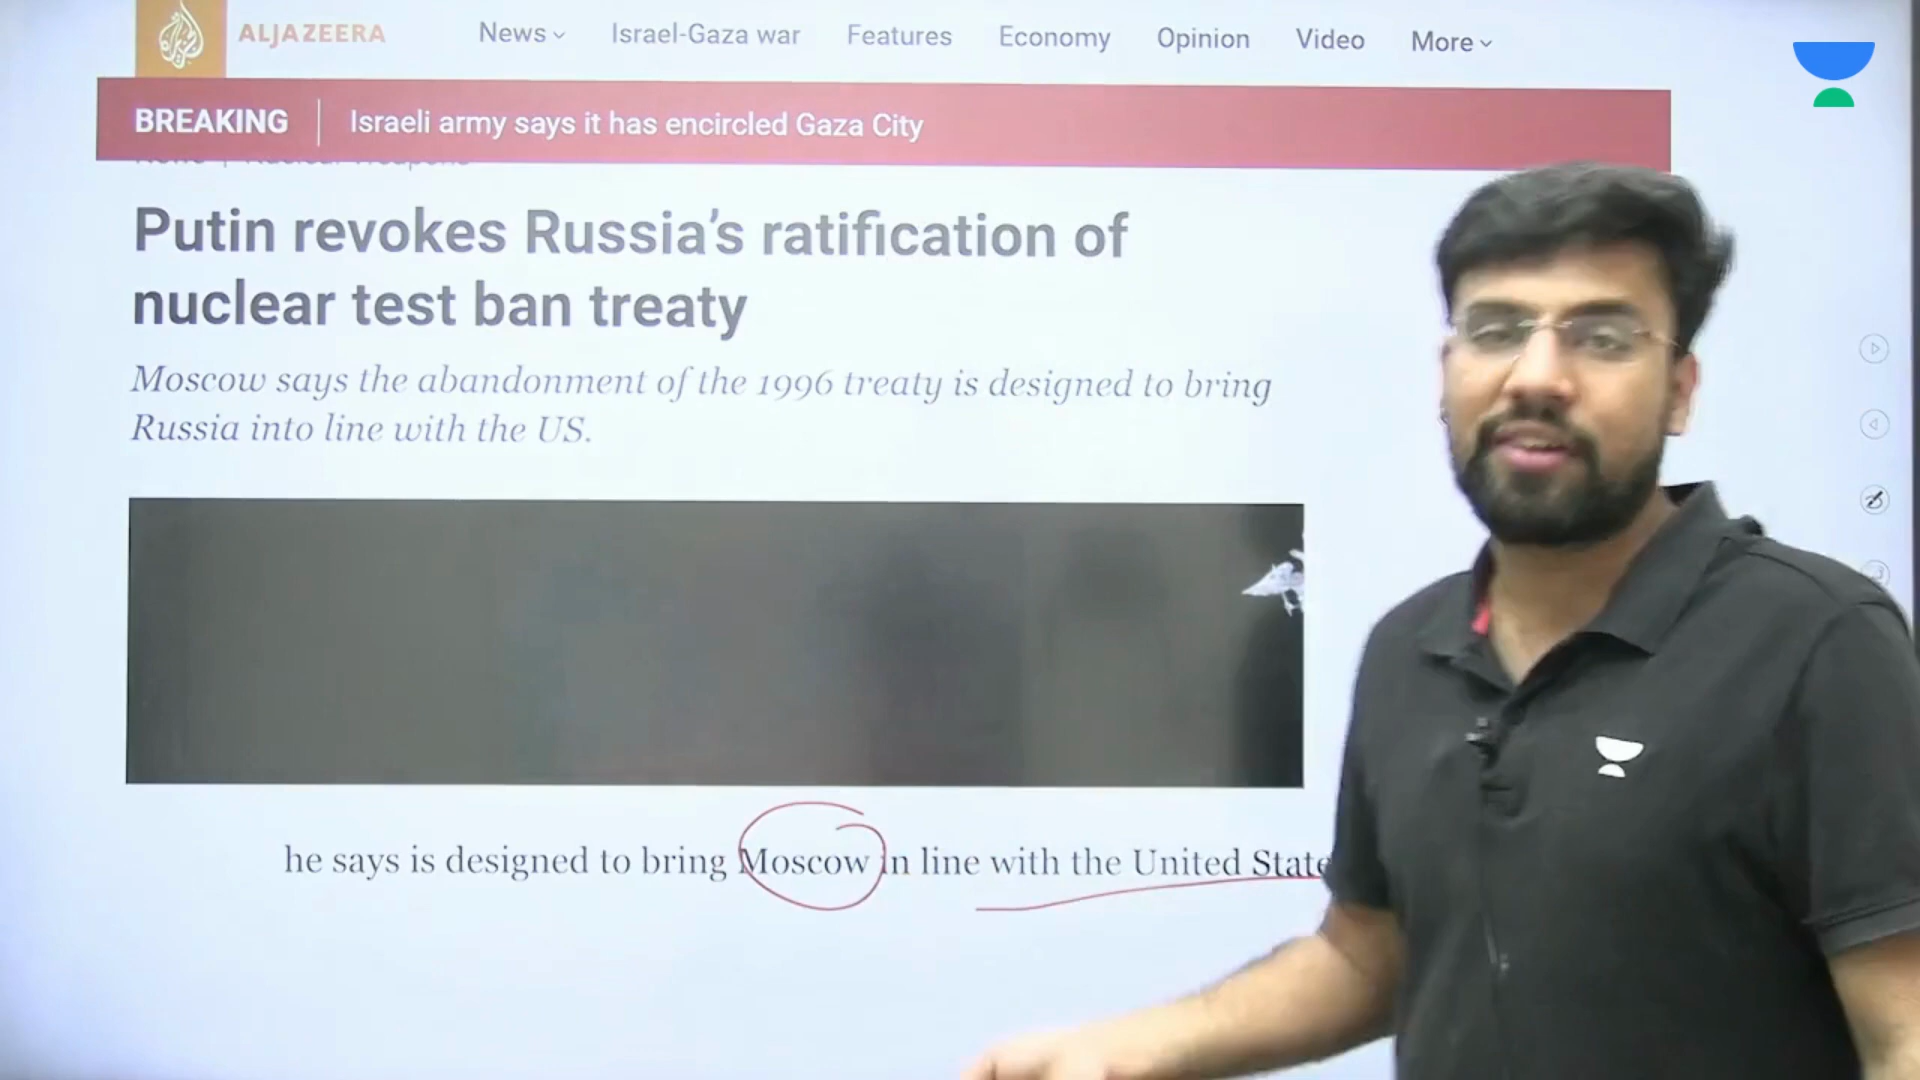 ALJAZEERA
News Israel-Gaza war Features Economy Opinion Video More
BREAKING Israeli army says it has encircled Gaza City
Putin revokes Russia's ratification of
nuclear test ban treaty
Moscow says the abandonment of the 1996 treaty is designed to bring
Russia into line with the US.
he says is designed to bring Moscow in line with the United State